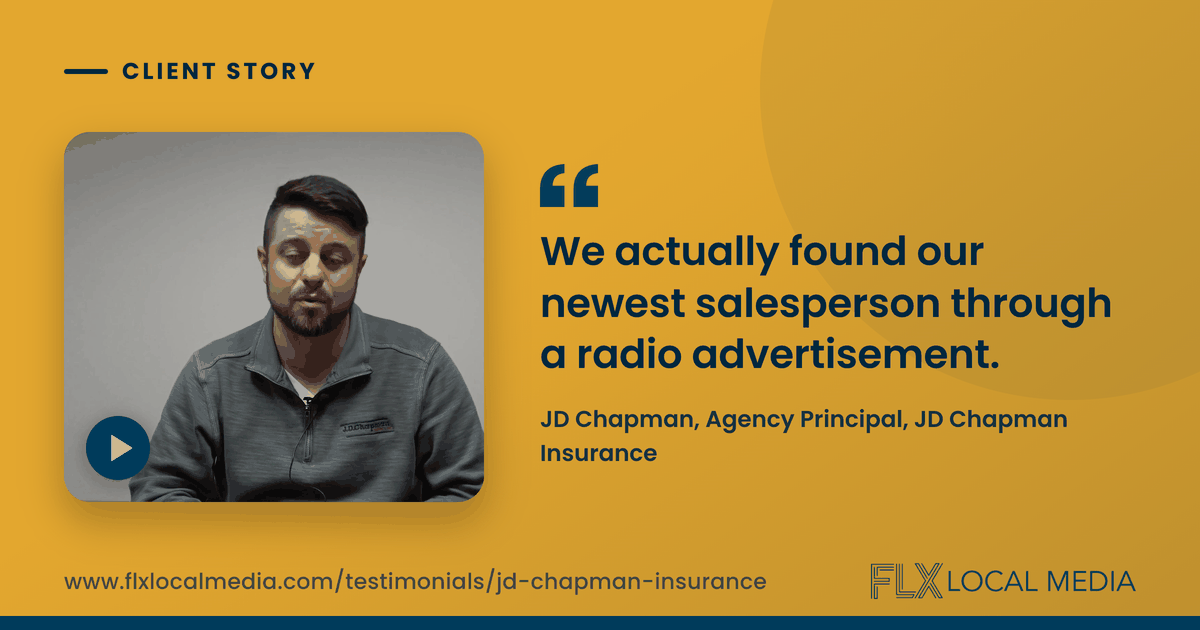 CLIENT STORY
We actually found our
newest salesperson through
a radio advertisement.
JD Chapman, Agency Principal, JD Chapman
Insurance
J.D.Chapman
www.flxlocalmedia.com/testimonials/jd-chapman-insurance
FLX LOCAL MEDIA